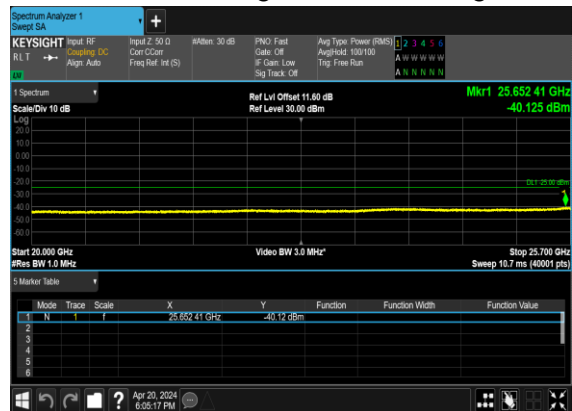 Spectrum Analyzer 1
Swept SA
+
KEYSIGHT Input: RF Input Z: 50 Ω #Atten: 30 dB PNO: Fast Avg Type: Power (RMS) 1 2 3 4 5 6
RLT Coupling: DC Corr CCorr Gate: Off Avg|Hold: 100/100 A W W W W W
Align: Auto Freq Ref: Int (S) IF Gain: Low Trig: Free Run
Sig Track: Off A N N N N N
1 Spectrum Ref Lvl Offset 11.60 dB Mkr1 25.652 41 GHz
Scale/Div 10 dB Ref Level 30.00 dBm -40.125 dBm
Log
20.0
10.0
0.00
-10.0
-20.0
DL1 -25.00 dBm
-30.0
-40.0
-50.0
-60.0
Start 20.000 GHz Video BW 3.0 MHz* Stop 25.700 GHz
#Res BW 1.0 MHz Sweep 10.7 ms (40001 pts)
5 Marker Table
Mode Trace Scale X Y Function Function Width Function Value
1 N 1 f 25.652 41 GHz -40.12 dBm
2
3
4
5
6
? Apr 20, 2024
6:05:17 PM